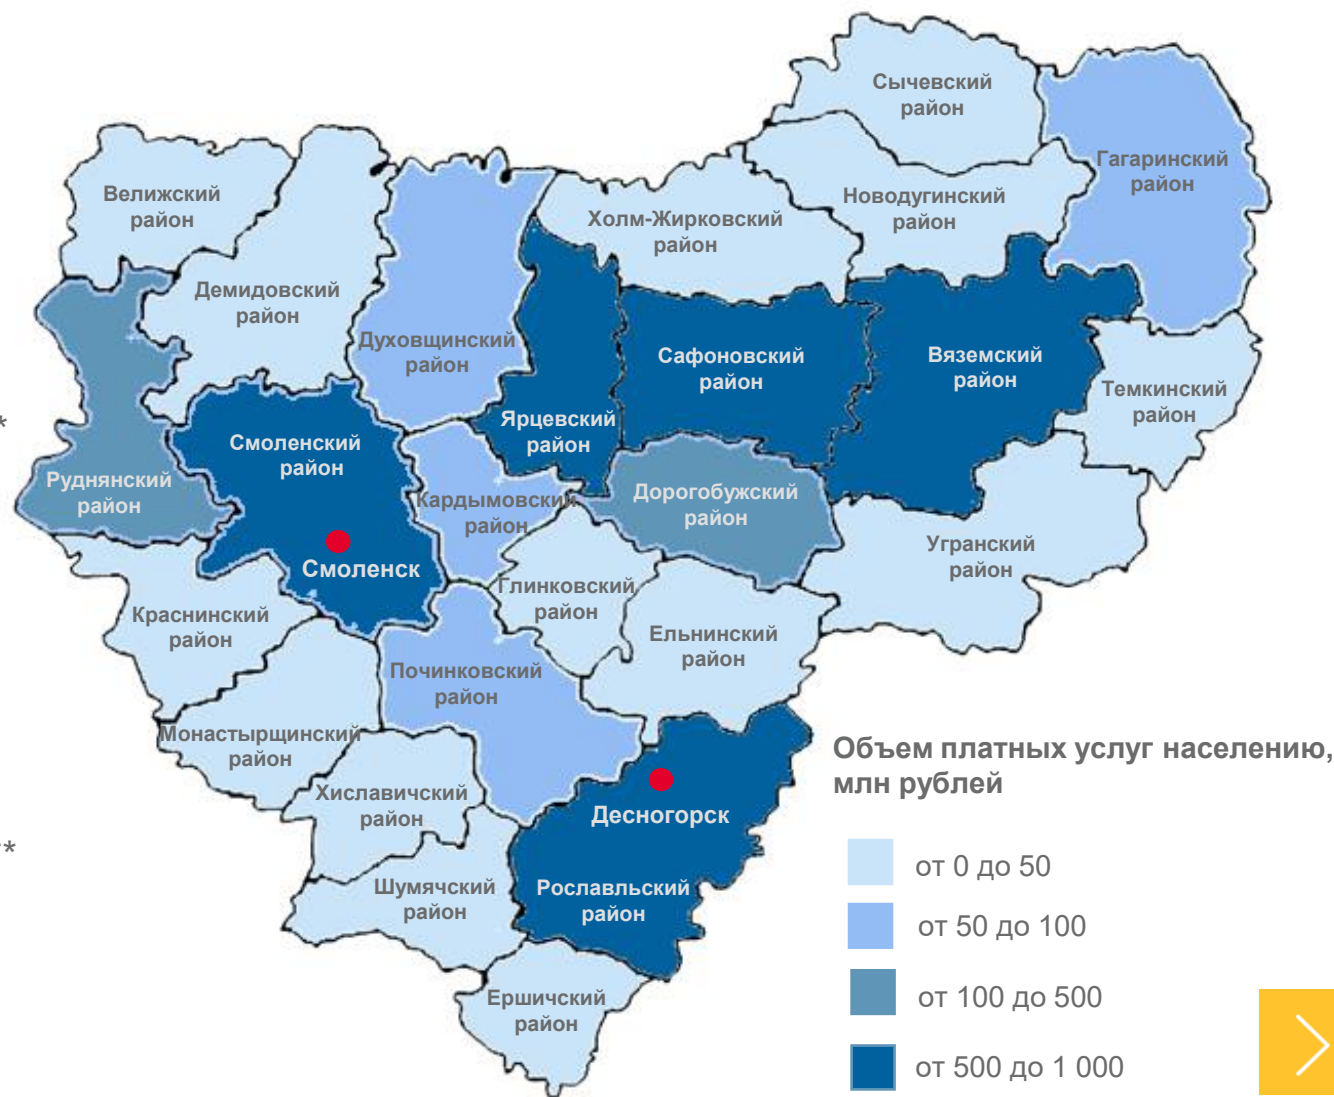 Сычевский
район
Гагаринский
район
Велижский
район
Новодугинский
район
Холм-Жирковский
район
Демидовский
район
Духовщинский
район
Сафоновский
район
Вяземский
район
Темкинский
район
*
Ярцевский
район
Смоленский
район
Руднянский
район
Кардымовский
район
Дорогобужский
район
Угранский
район
Смоленск
Глинковский
район
Краснинский
район
Ельнинский
район
Починковский
район
Монастырщинский
район
Объем платных услуг населению,
млн рублей
Хиславичский
район
Десногорск
*
от 0 до 50
Шумячский
район
Рославльский
район
от 50 до 100
Ершичский
район
от 100 до 500
от 500 до 1 000